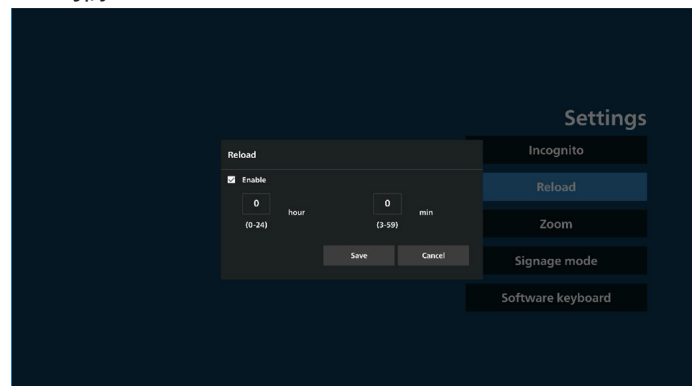 Settings
Incognito
Reload
Zoom
Signage mode
Software keyboard
Reload
Enable
0 hour 0 min
(0-24) (3-59)
Save Cancel